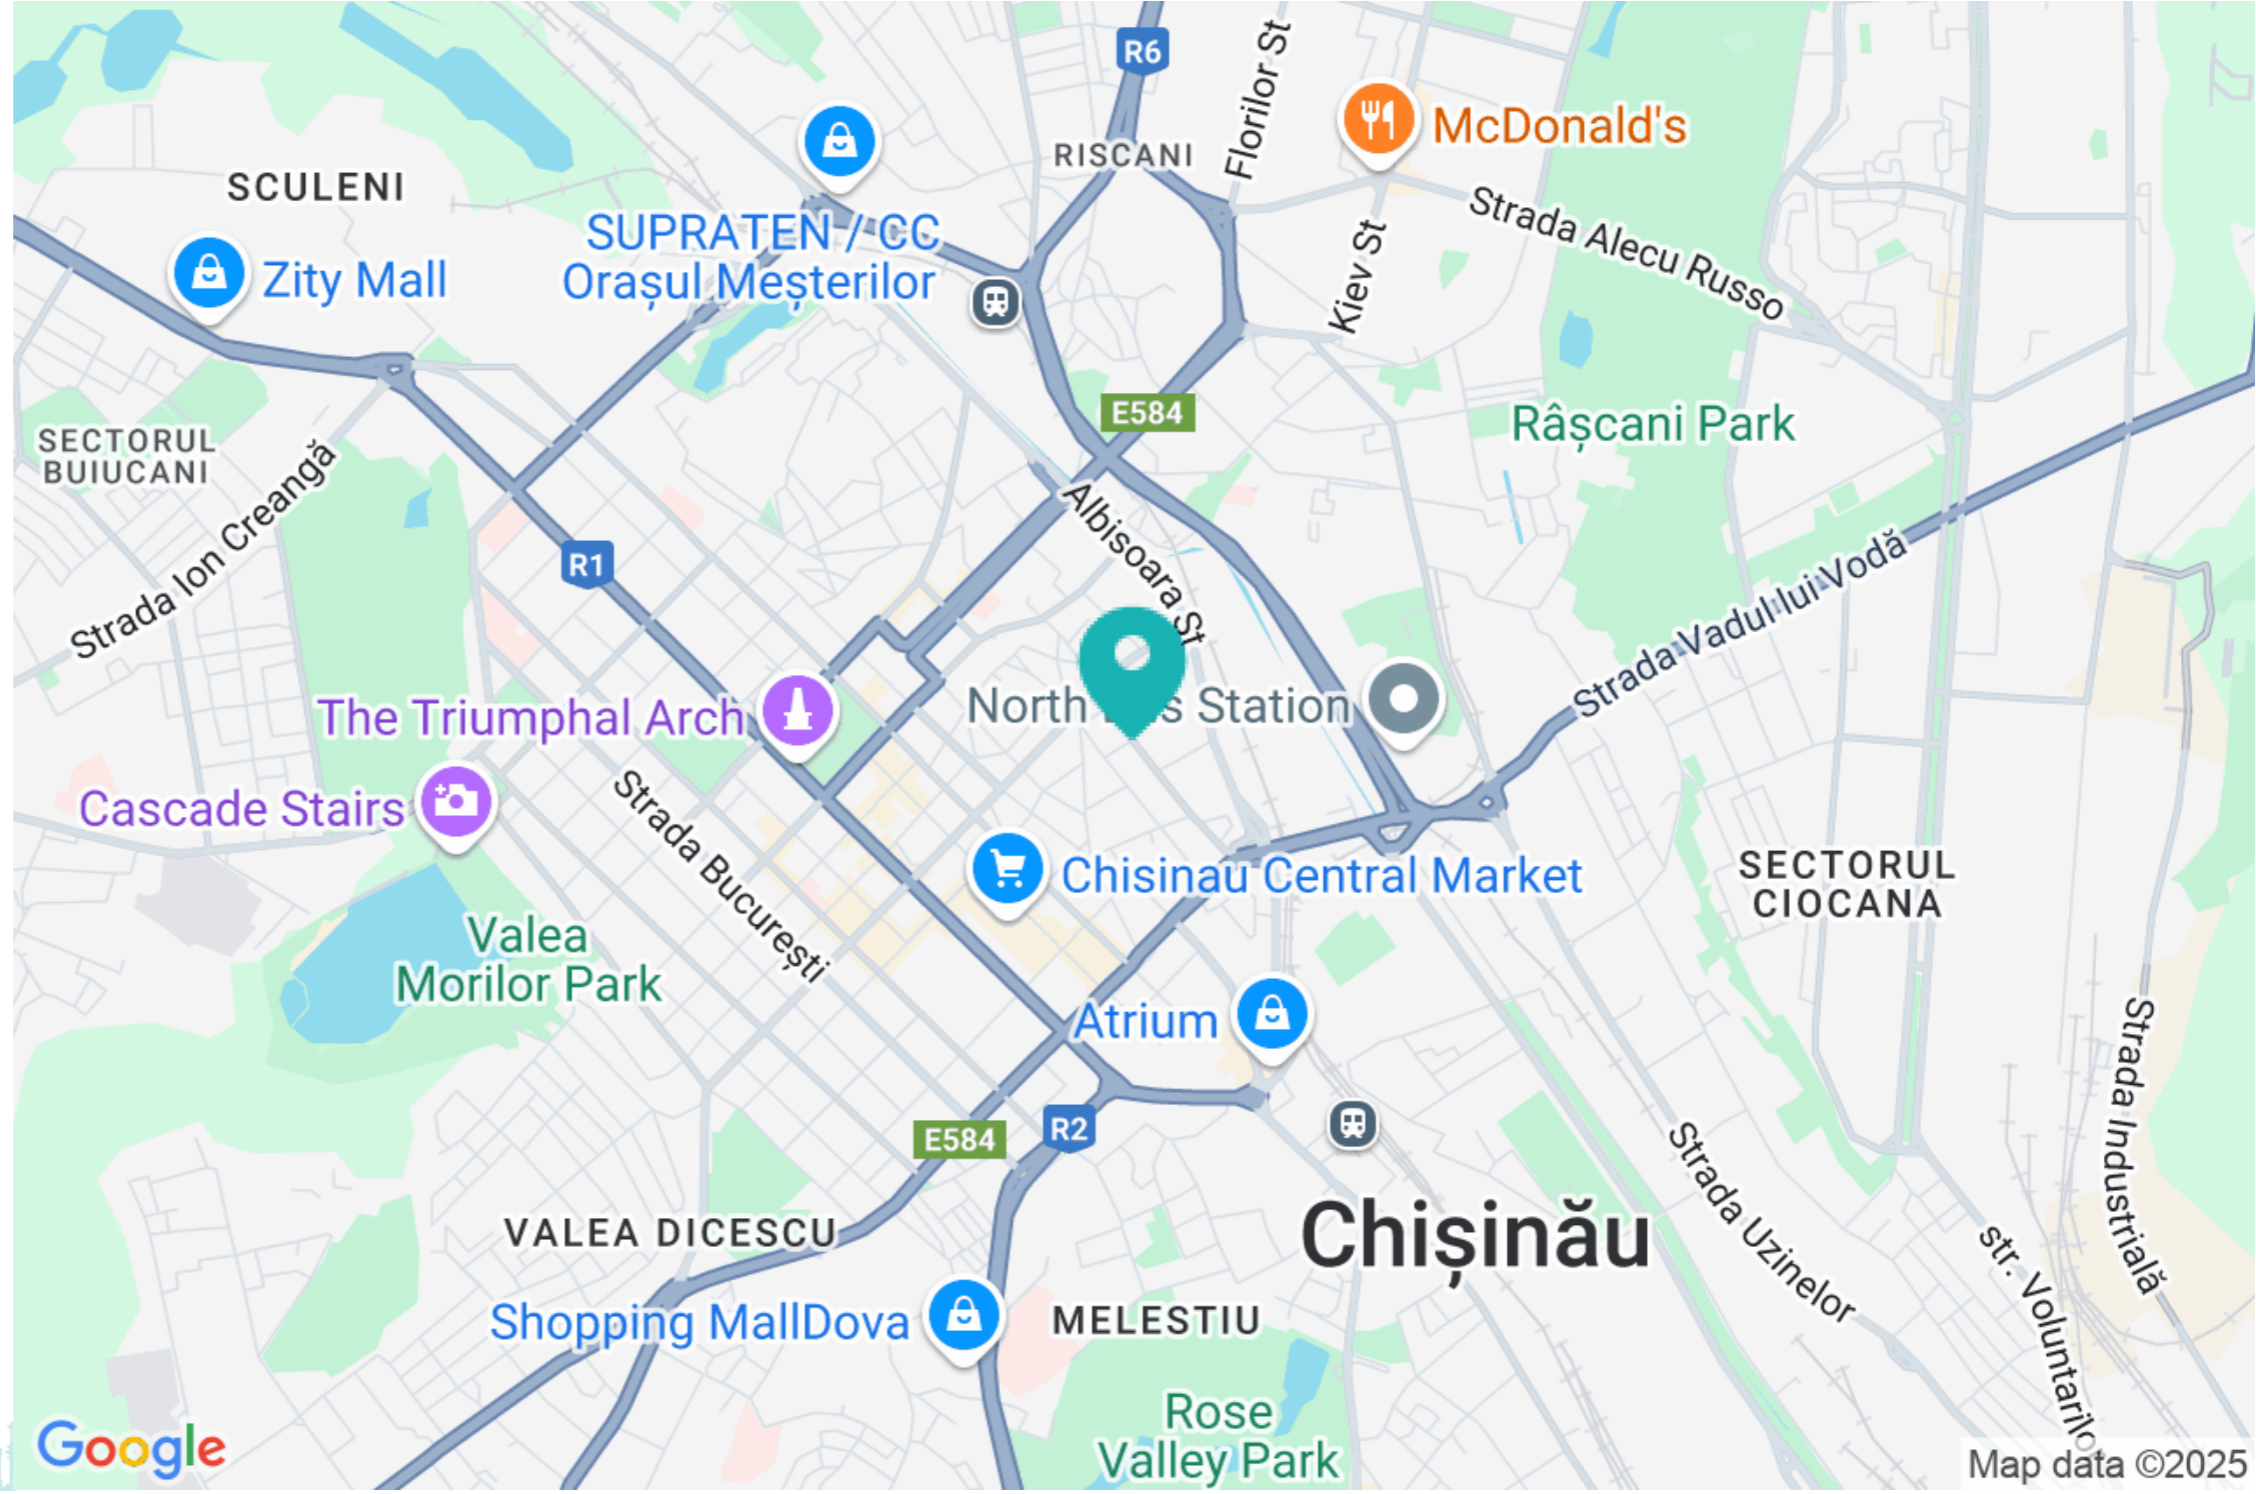 R6
Florilor St
McDonald's
RISCANI
SCULENI
SUPRATEN / CC
Orașul Meșterilor
Zity Mall
Strada Alecu Russo
Kiev St
E584
Râșcani Park
SECTORUL
BUIUCANI
Strada Ion Creangă
R1
Albisoara St
Strada Vadul lui Vodă
The Triumphal Arch
North
Station
Cascade Stairs
Strada București
Chisinau Central Market
SECTORUL
CIOCANA
Valea
Morilor Park
Atrium
Strada Industrială
E584
R2
Strada Uzinelor
VALEA DICESCU
Chișinău
str. Voluntarilo
Shopping MallDova
MELESTIU
Rose
Valley Park
Google
Map data ©2025